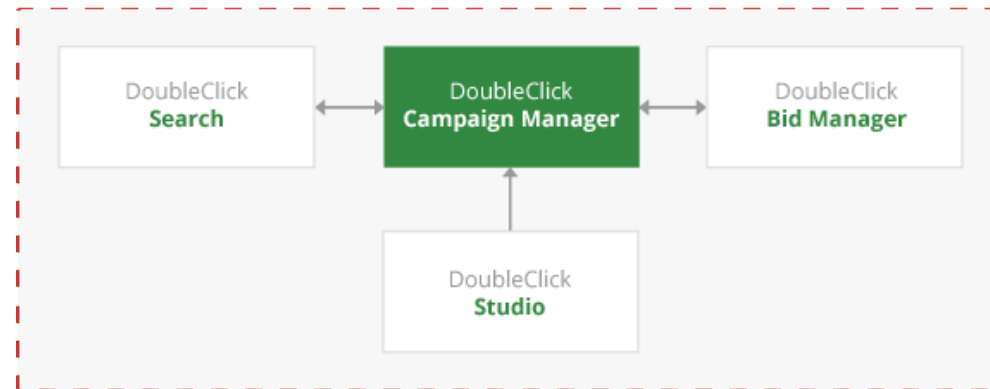 DoubleClick
Search
DoubleClick
Campaign Manager
DoubleClick
Bid Manager
DoubleClick
Studio